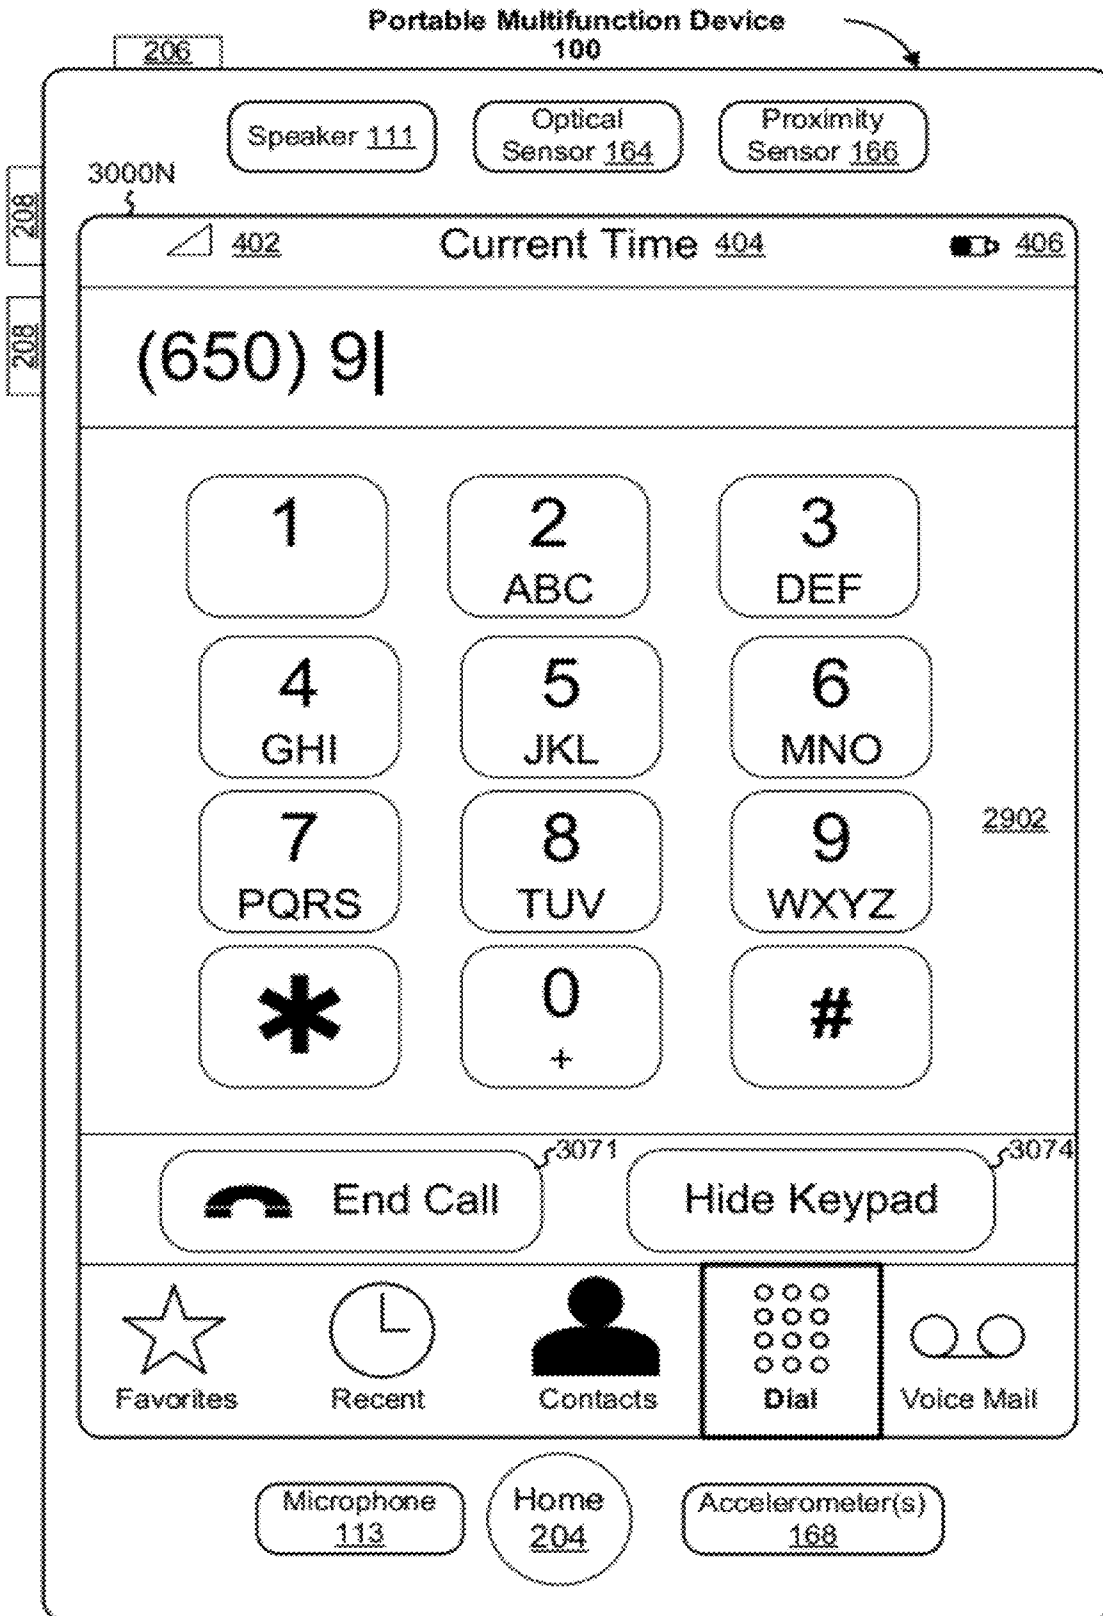 Portable Multifunction Device
100
206
Speaker 111
Optical
Sensor 164
Proximity
Sensor 166
3000N
208
208
402
Current Time 404
406
(650) 9
1
2
ABC
3
DEF
4
GHI
5
JKL
6
MNO
7
PQRS
8
TUV
9
WXYZ
2902
*
0
+
#
3071
End Call
3074
Hide Keypad
Favorites
Recent
Contacts
Dial
Voice Mail
Microphone
113
Home
204
Accelerometer(s)
168